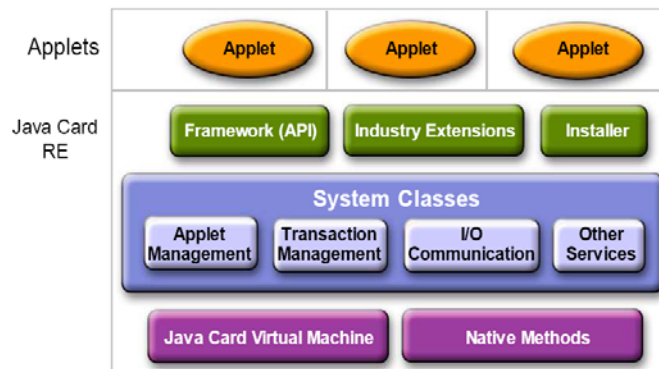 Applets
Applet
Applet
Applet
Java Card
RE
Framework (API)
Industry Extensions
Installer
System Classes
Applet
Management
Transaction
Management
I/O
Communication
Other
Services
Java Card Virtual Machine
Native Methods